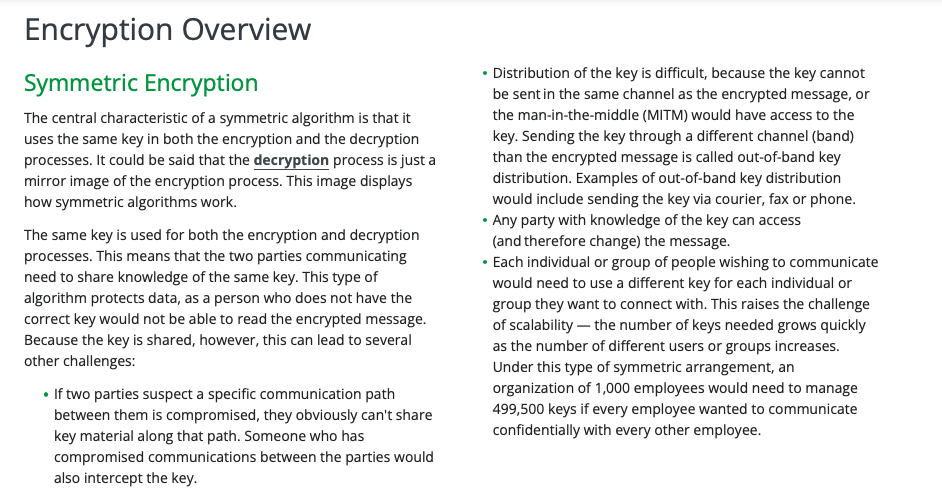 Encryption Overview
Symmetric Encryption
The central characteristic of a symmetric algorithm is that it
uses the same key in both the encryption and the decryption
processes. It could be said that the decryption process is just a
mirror image of the encryption process. This image displays
how symmetric algorithms work.
The same key is used for both the encryption and decryption
processes. This means that the two parties communicating
need to share knowledge of the same key. This type of
algorithm protects data, as a person who does not have the
correct key would not be able to read the encrypted message.
Because the key is shared, however, this can lead to several
other challenges:
• If two parties suspect a specific communication path
between them is compromised, they obviously can't share
key material along that path. Someone who has
compromised communications between the parties would
also intercept the key.
• Distribution of the key is difficult, because the key cannot
be sent in the same channel as the encrypted message, or
the man-in-the-middle (MITM) would have access to the
key. Sending the key through a different channel (band)
than the encrypted message is called out-of-band key
distribution. Examples of out-of-band key distribution
would include sending the key via courier, fax or phone.
• Any party with knowledge of the key can access
(and therefore change) the message.
• Each individual or group of people wishing to communicate
would need to use a different key for each individual or
group they want to connect with. This raises the challenge
of scalability — the number of keys needed grows quickly
as the number of different users or groups increases.
Under this type of symmetric arrangement, an
organization of 1,000 employees would need to manage
499,500 keys if every employee wanted to communicate
confidentially with every other employee.